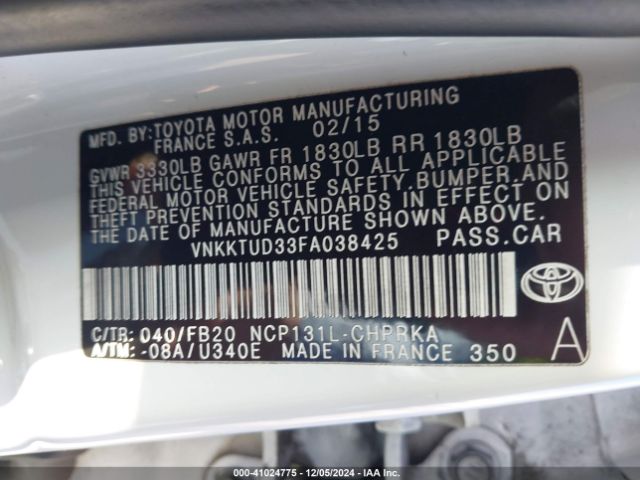 MFD. BY: TOYOTA MOTOR MANUFACTURING
FRANCE S.A.S. 02/15
GVWR 3330LB GAWR FR 1830LB RR 1830LB
THIS VEHICLE CONFORMS TO ALL APPLICABLE
FEDERAL MOTOR VEHICLE SAFETY, BUMPER, AND
THEFT PREVENTION STANDARDS IN EFFECT ON
THE DATE OF MANUFACTURE SHOWN ABOVE.
VNKKTUD33FA038425 PASS.CAR
C/TR: 040/FB20 NCP131L-CHPRKA
A/TM: -08A/U340E MADE IN FRANCE 350
A
000-41024775 | 12/05/2024 | IAA Inc.